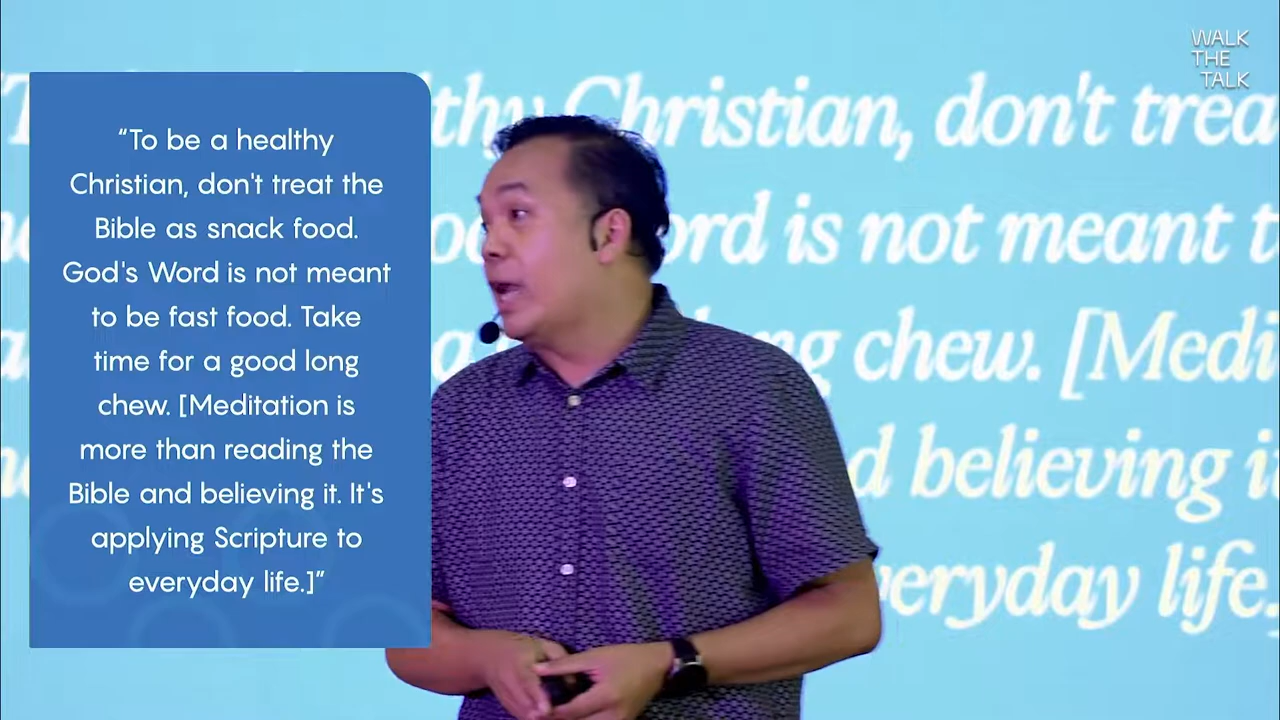 “To be a healthy
Christian, don't treat the
Bible as snack food.
God's Word is not meant
to be fast food. Take
time for a good long
chew. [Meditation is
more than reading the
Bible and believing it. It's
applying Scripture to
everyday life.]”
WALK
THE
TALK
thy Christian, don't trea
ord is not meant t
ng chew. [Medi
d believing i
veryday life.